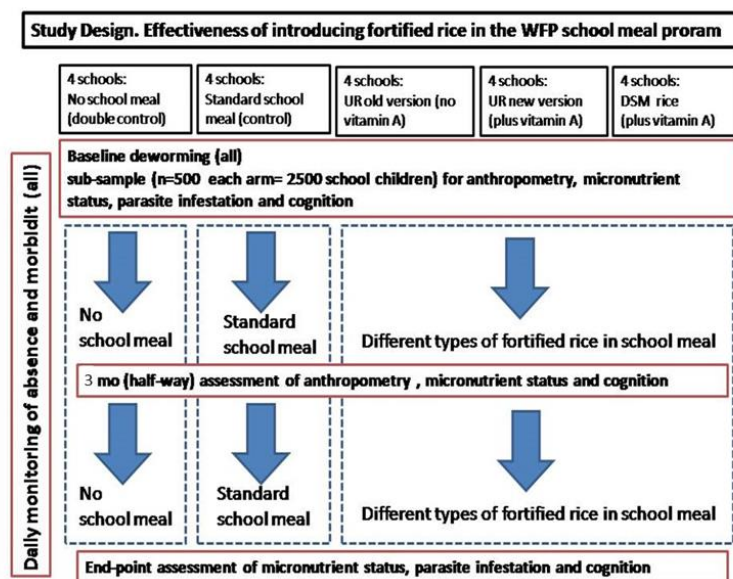 Study Design. Effectiveness of introducing fortified rice in the WFP school meal proram
4 schools:
No school meal
(double control)
4 schools:
Standard school
meal (control)
4 schools:
UR old version (no
vitamin A)
4 schools:
UR new version
(plus vitamin A)
4 schools:
DSM rice
(plus vitamin A)
Daily monitoring of absence and morbidit (all)
Baseline deworming (all)
sub-sample (n=500 each arm= 2500 school children) for anthropometry, micronutrient
status, parasite infestation and cognition
No
school meal
Standard
school meal
Different types of fortified rice in school meal
3 mo (half-way) assessment of anthropometry , micronutrient status and cognition
No
school meal
Standard
school meal
Different types of fortified rice in school meal
End-point assessment of micronutrient status, parasite infestation and cognition